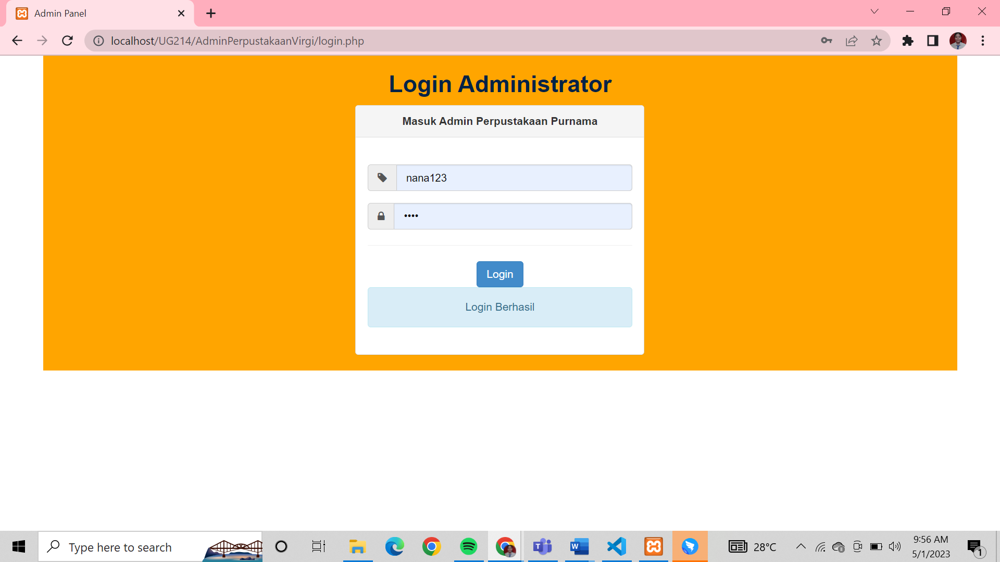 Admin Panel
localhost/UG214/AdminPerpustakaanVirgi/login.php
Login Administrator
Masuk Admin Perpustakaan Purnama
nana123
••••
Login
Login Berhasil
Type here to search
28°C
9:56 AM
5/1/2023
1